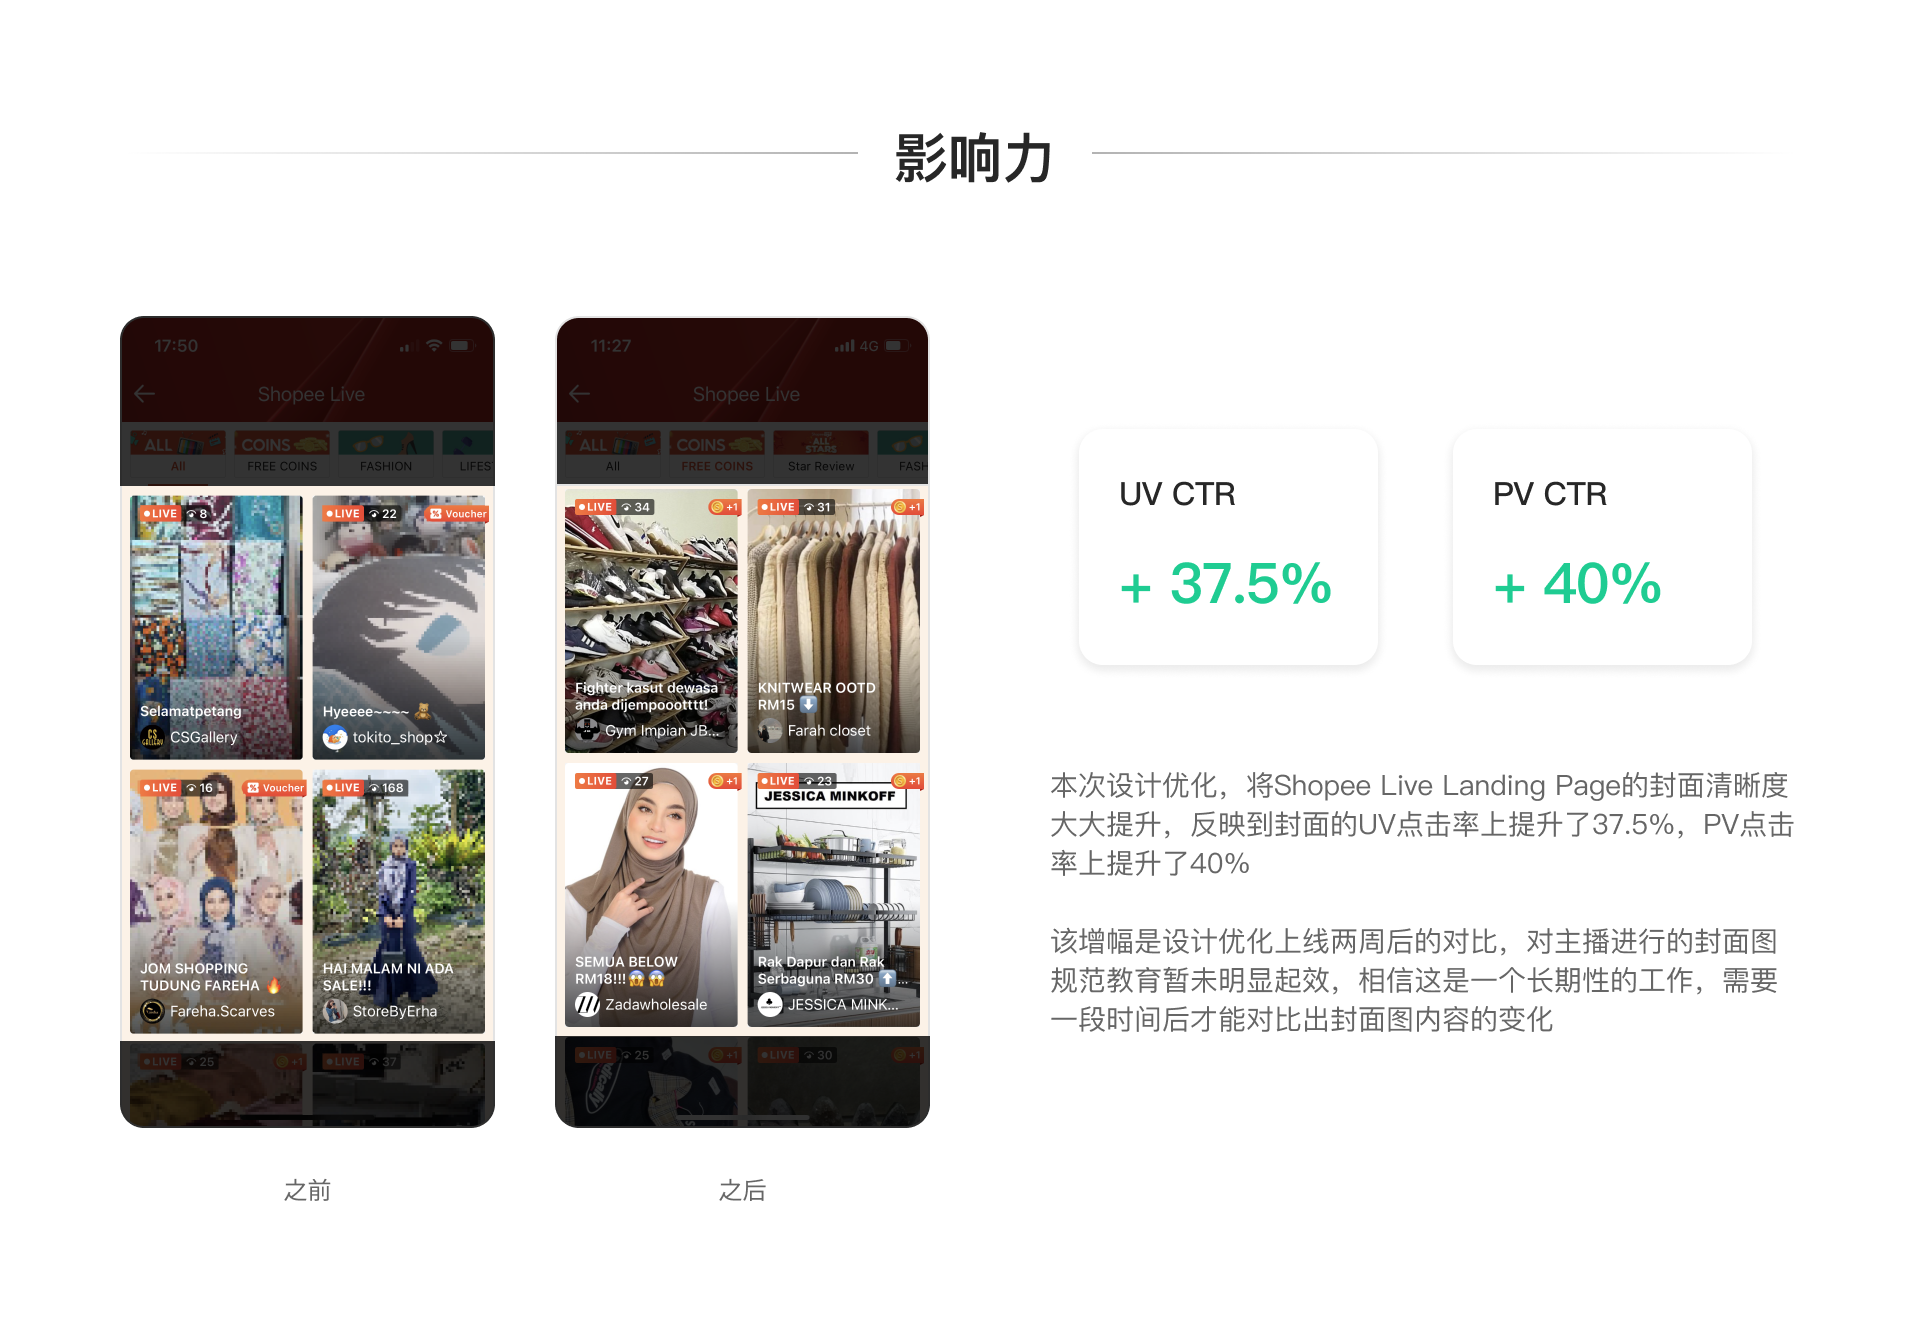 影响力
17:50
Shopee Live
ALL
COINS
All
FREE COINS
FASHION
LIFES
LIVE 8
LIVE 22
Voucher
Selamatpetang
CSGallery
Hyeeee~~~~ 🧸
tokito_shop☆
LIVE 16
Voucher
LIVE 168
JOM SHOPPING
TUDUNG FAREHA 🔥
Fareha.Scarves
HAI MALAM NI ADA
SALE!!!
StoreByErha
LIVE 25
+1
LIVE 37
之前
11:27
4G
Shopee Live
ALL
COINS
ALL STARS
All
FREE COINS
Star Review
FASH
LIVE 34
+1
LIVE 31
+1
Fighter kasut dewasa
anda dijempooottt!
Gym Impian JB...
KNITWEAR OOTD
RM15 ⬇️
Farah closet
LIVE 27
+1
LIVE 23
+1
JESSICA MINKOFF
SEMUA BELOW
RM18!!!😱 😱
Zadawholesale
Rak Dapur dan Rak
Serbaguna RM30 ⬆️...
JESSICA MINK...
LIVE 25
+1
LIVE 30
+1
之后
UV CTR
+ 37.5%
PV CTR
+ 40%
本次设计优化，将Shopee Live Landing Page的封面清晰度
大大提升，反映到封面的UV点击率上提升了37.5%，PV点击
率上提升了40%
该增幅是设计优化上线两周后的对比，对主播进行的封面图
规范教育暂未明显起效，相信这是一个长期性的工作，需要
一段时间后才能对比出封面图内容的变化